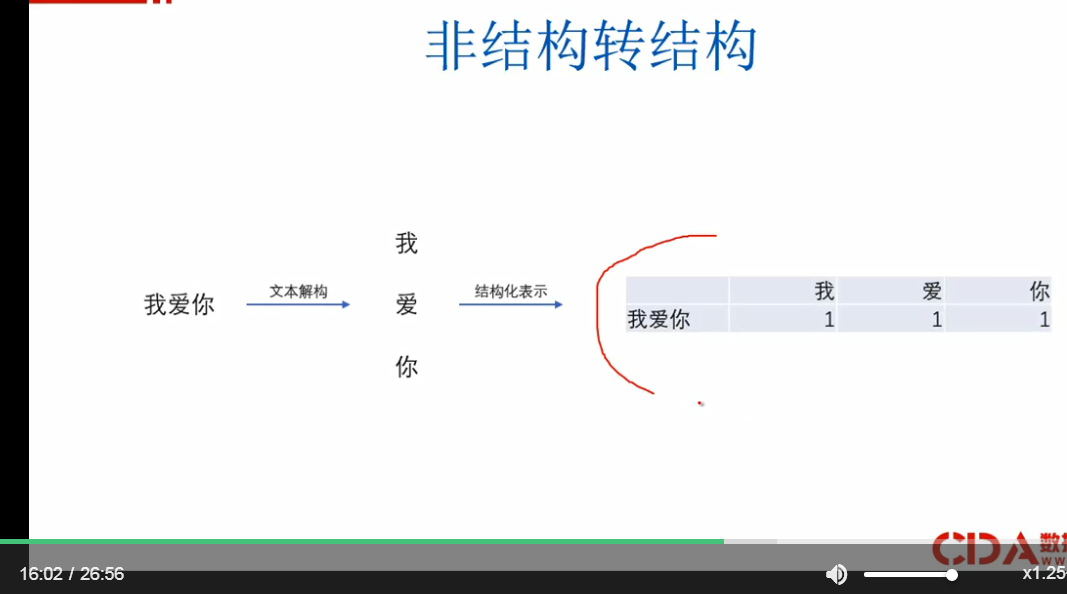 非结构转结构
我
我爱你
文本解构
爱
结构化表示
你
我 爱 你
我爱你 1 1 1
CDA 数据
16:02 / 26:56
x1.25